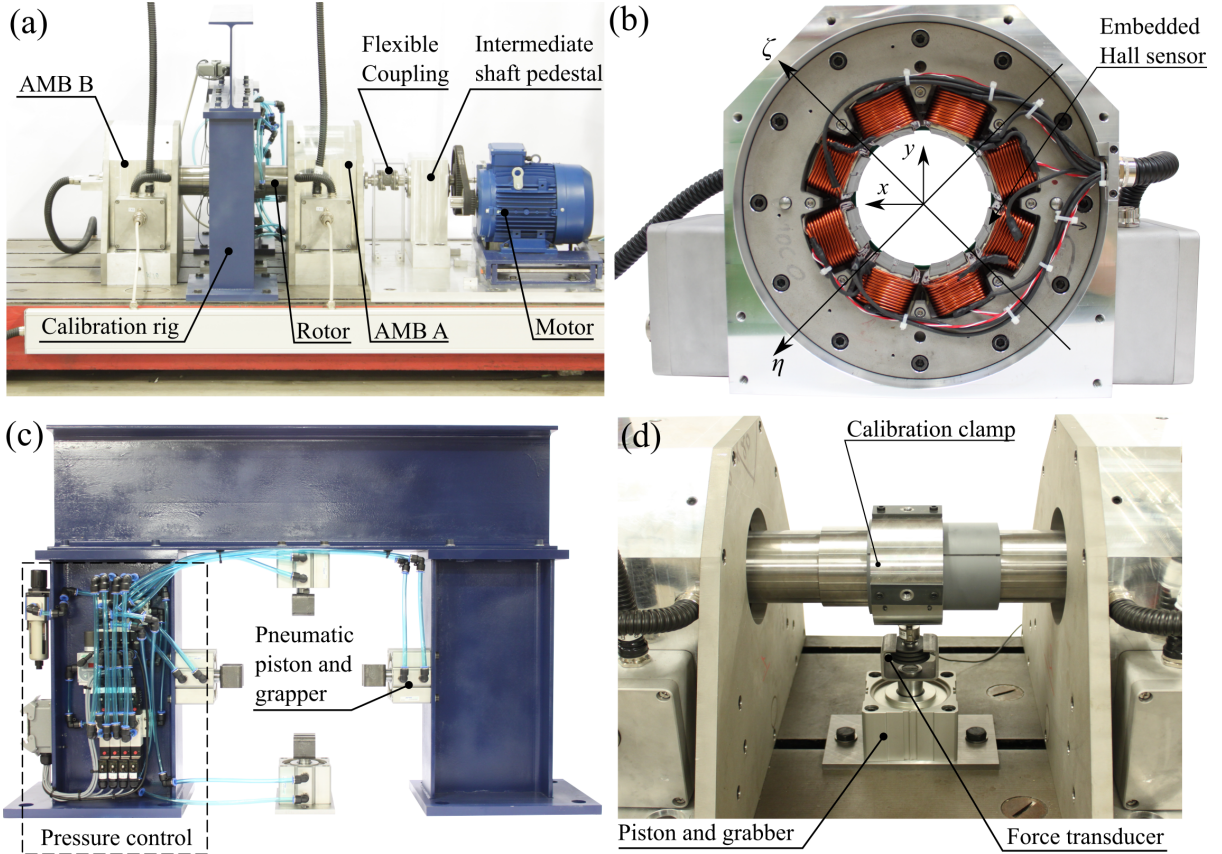 (a)
Flexible
Coupling
Intermediate
shaft pedestal
AMB B
Calibration rig
Rotor
AMB A
Motor
(b)
ζ
Embedded
Hall sensor
y
x
η
(c)
Pneumatic
piston and
grapper
Pressure control
(d)
Calibration clamp
Piston and grabber
Force transducer